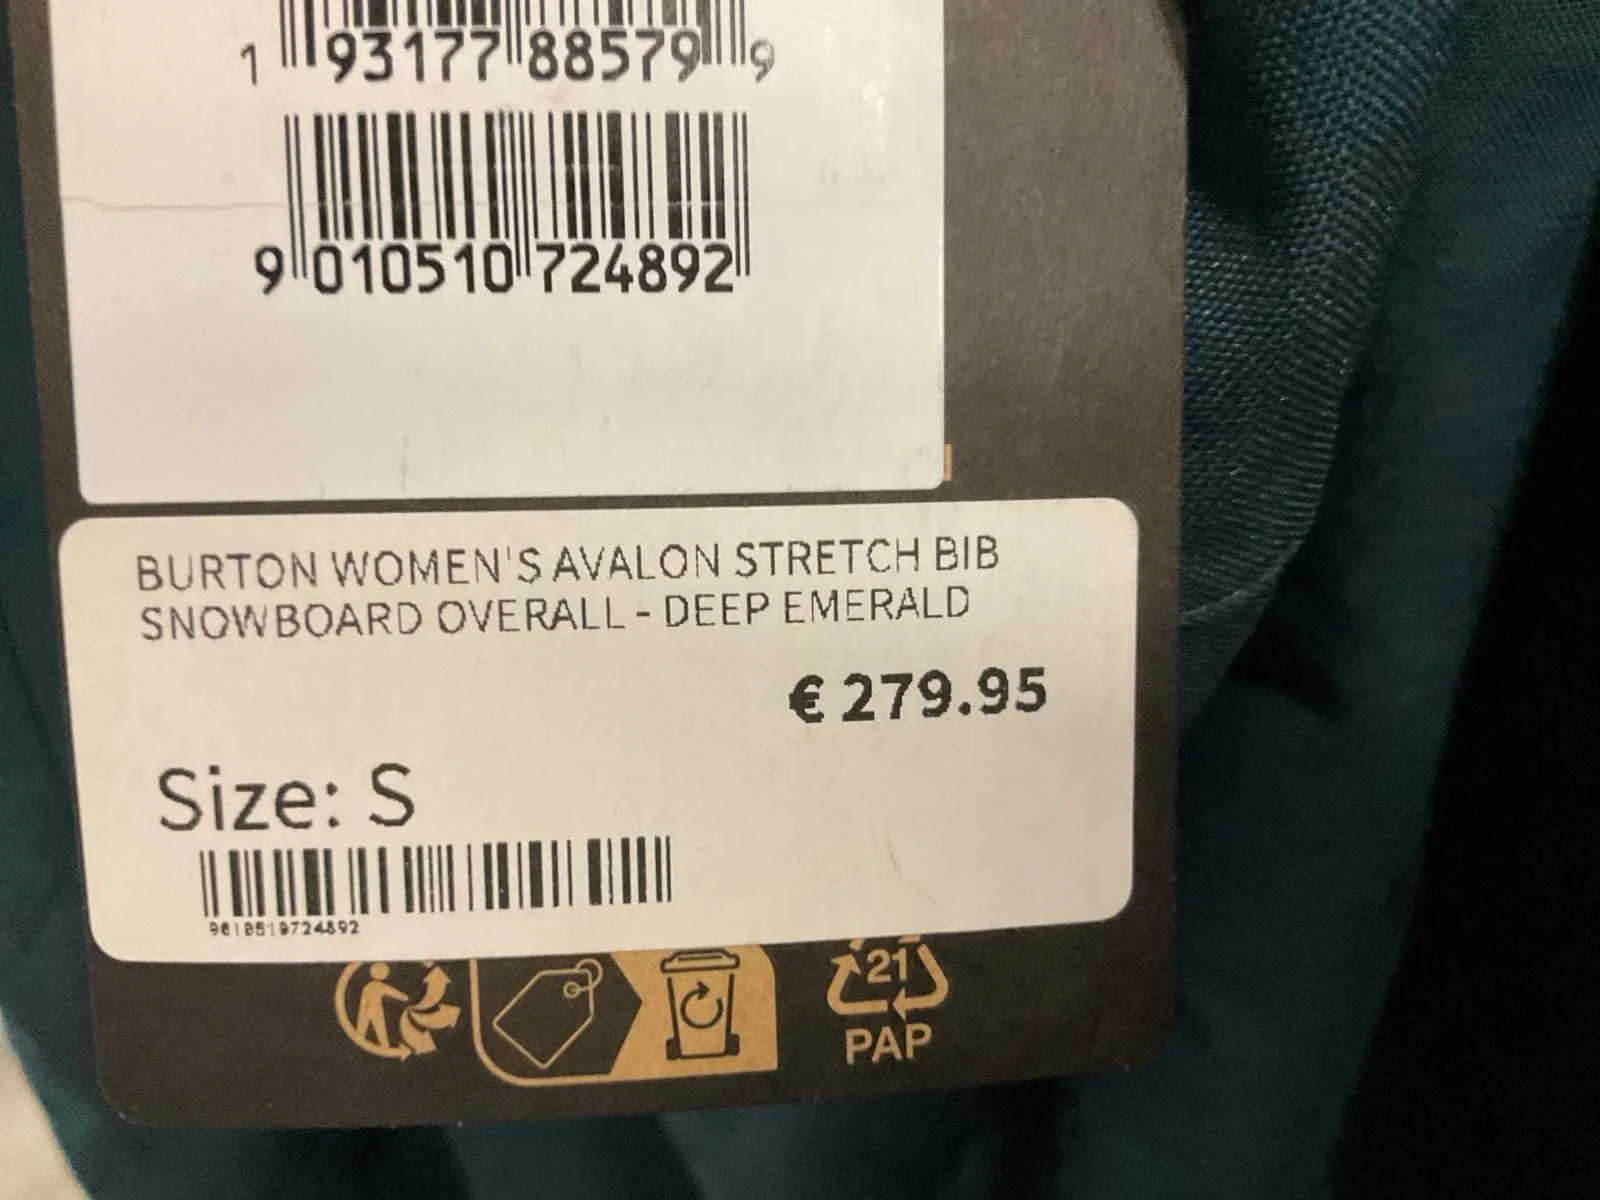 1 93177 88579 9
9 010510 724892
BURTON WOMEN'S AVALON STRETCH BIB
SNOWBOARD OVERALL - DEEP EMERALD
€ 279.95
Size: S
9010510724892
21
PAP